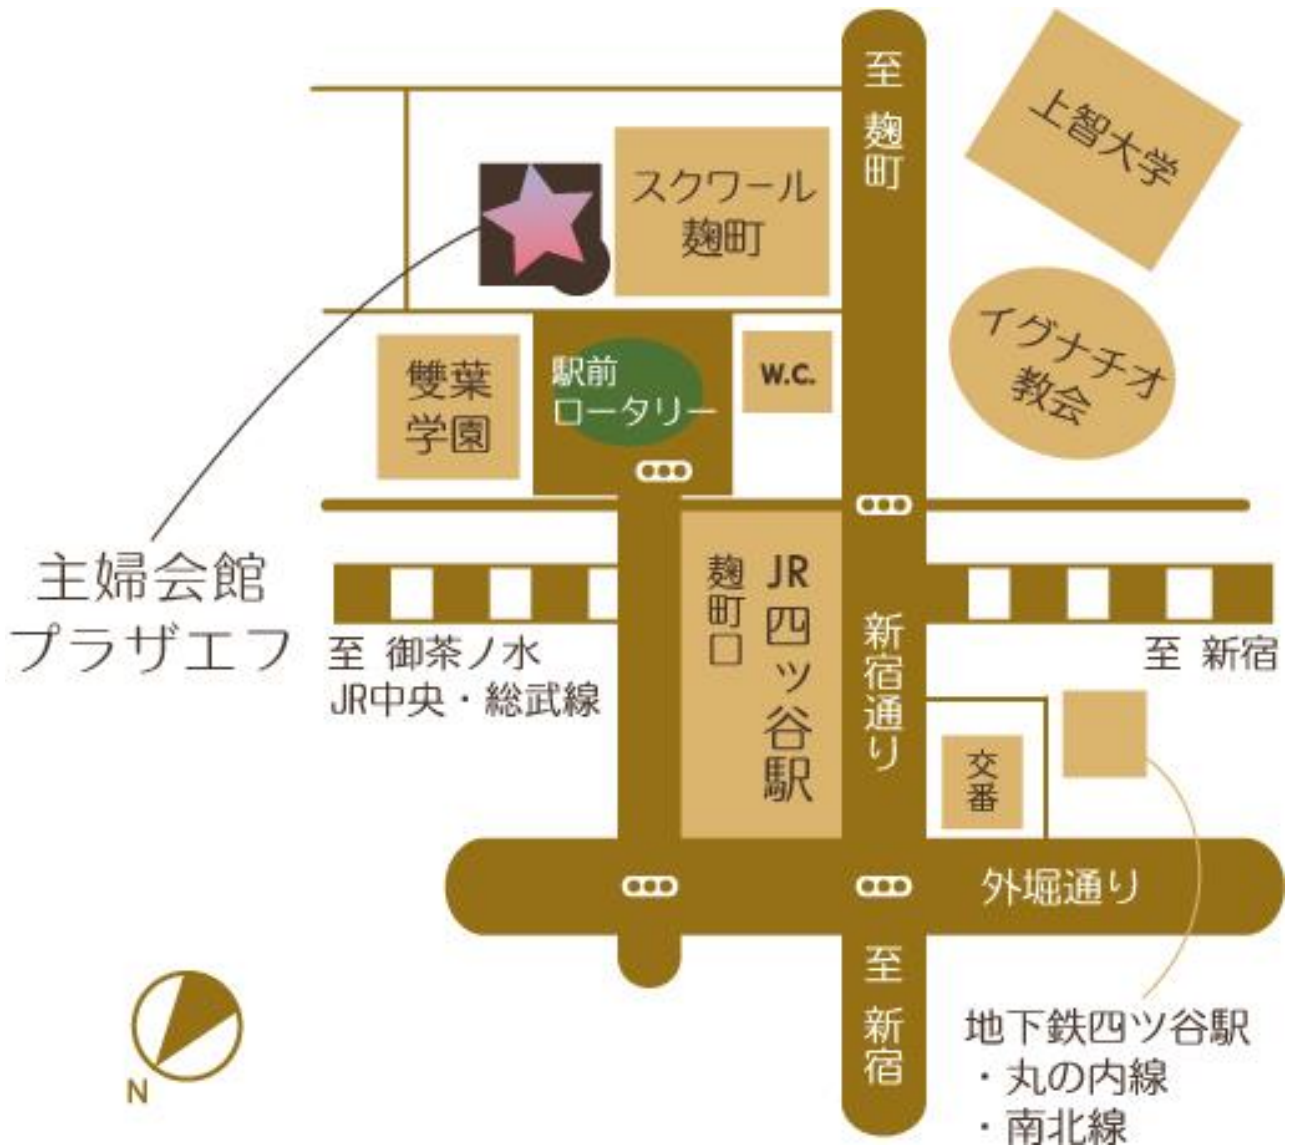 至 麹町
上智大学
スクワール
麹町
イグナチオ
教会
雙葉
学園
駅前
ロータリー
W.C.
主婦会館
プラザエフ
至 御茶ノ水
JR中央・総武線
麹町口
JR四ツ谷駅
新宿通り
至 新宿
交番
外堀通り
至 新宿
地下鉄四ツ谷駅
・丸の内線
・南北線
N